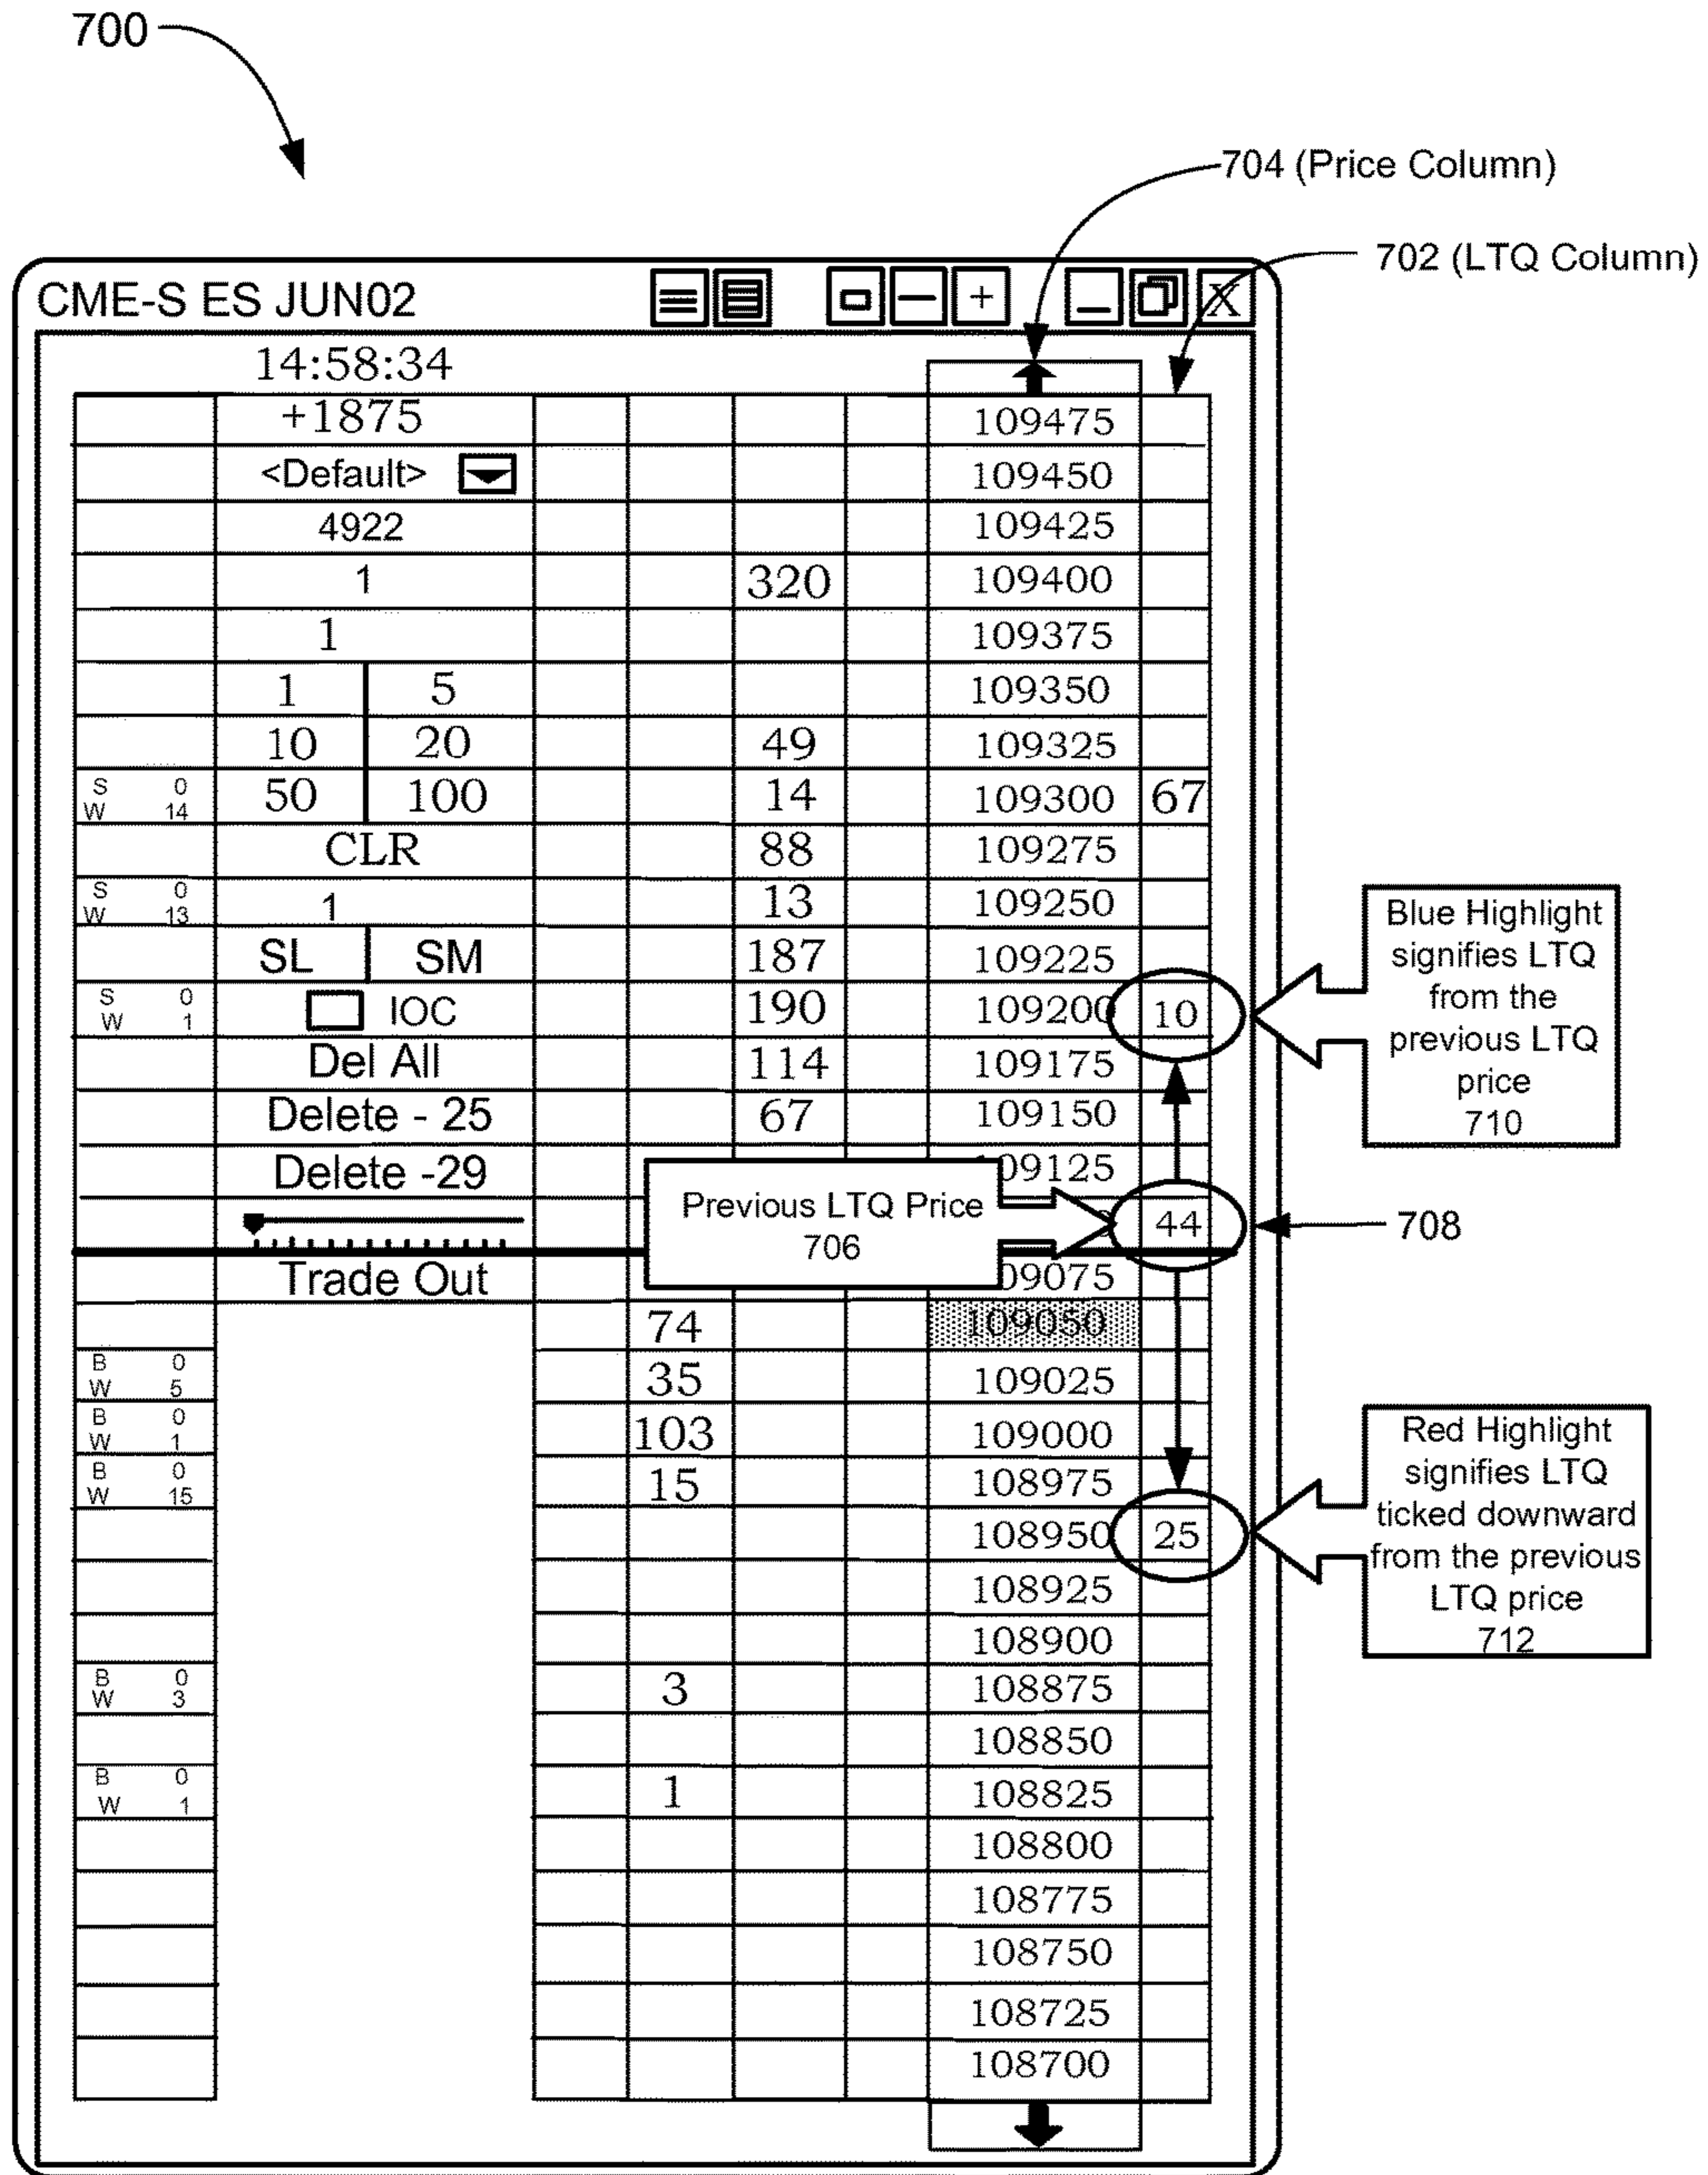 700
704 (Price Column)
702 (LTQ Column)
CME-S ES JUN02
14:58:34
+1875 109475
<Default> 109450
4922 109425
1 320 109400
1 109375
1 5 109350
10 20 49 109325
S 0
W 14
50 100 14 109300 67
CLR 88 109275
S 0
W 13
1 13 109250
SL SM 187 109225
S 0
W 1
IOC 190 109200 10
Del All 114 109175
Delete - 25 67 109150
Delete -29 09125
Previous LTQ Price
706
0 44 708
Trade Out 09075
74 109050
B 0
W 5
35 109025
B 0
W 1
103 109000
B 0
W 15
15 108975
108950 25
108925
108900
B 0
W 3
3 108875
108850
B 0
W 1
1 108825
108800
108775
108750
108725
108700
Blue Highlight
signifies LTQ
from the
previous LTQ
price
710
Red Highlight
signifies LTQ
ticked downward
from the previous
LTQ price
712